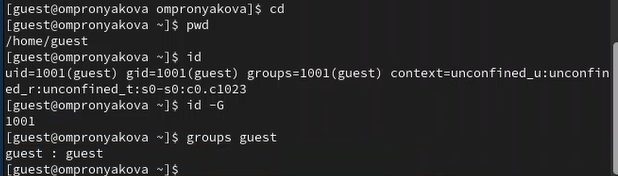 [guest@ompronyakova ompronyakova]$ cd
[guest@ompronyakova ~]$ pwd
/home/guest
[guest@ompronyakova ~]$ id
uid=1001(guest) gid=1001(guest) groups=1001(guest) context=unconfined_u:unconfin
ed_r:unconfined_t:s0-s0:c0.c1023
[guest@ompronyakova ~]$ id -G
1001
[guest@ompronyakova ~]$ groups guest
guest : guest
[guest@ompronyakova ~]$